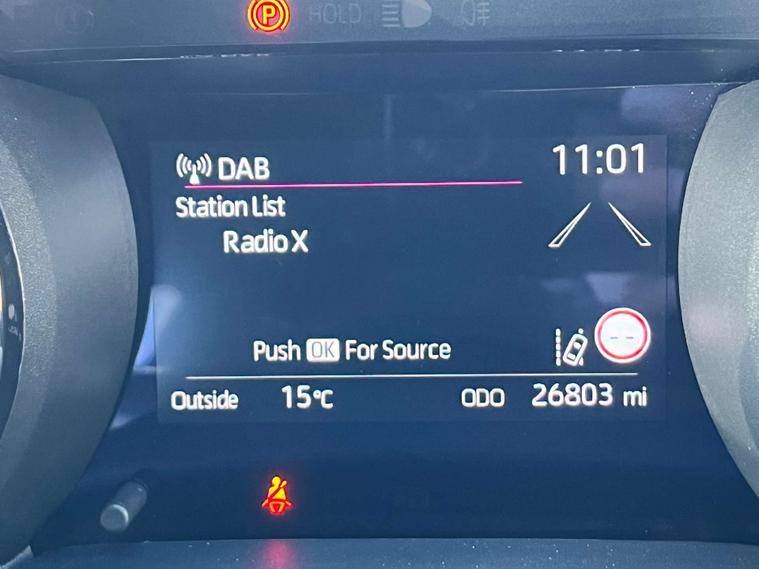 P HOLD
DAB 11:01
Station List
Radio X
Push OK For Source
--
Outside 15°C ODO 26803 mi